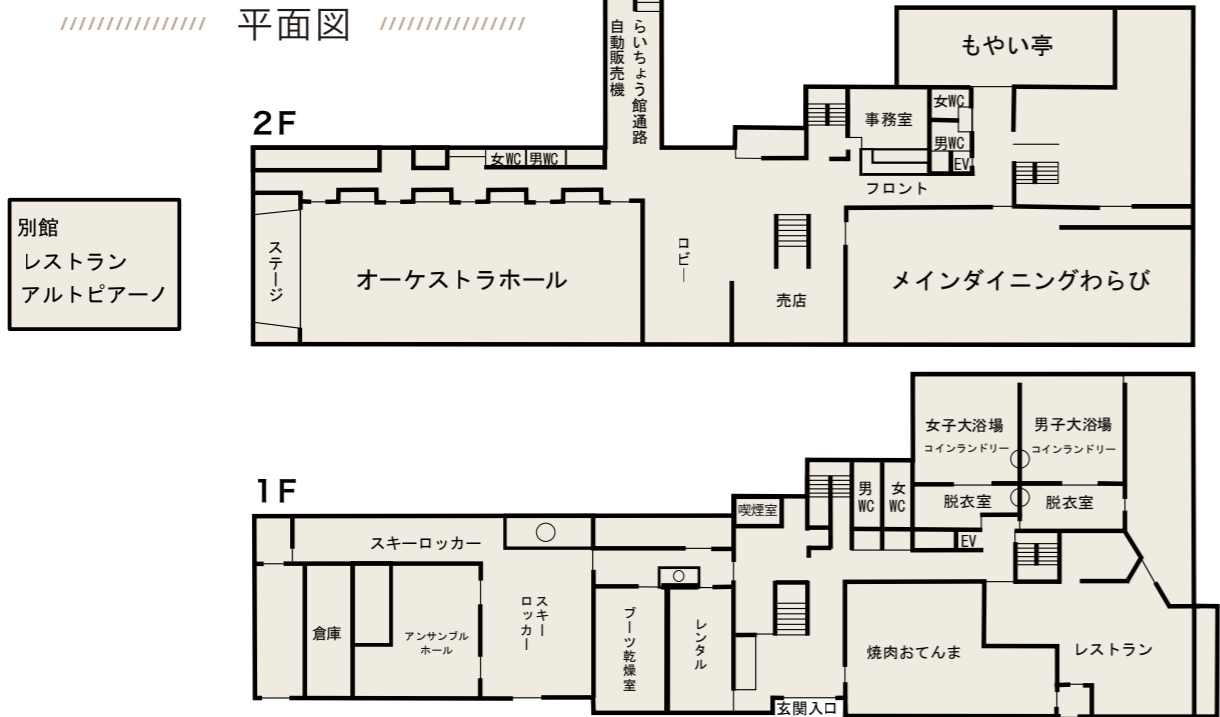 平面図
2F
らいちょう館通路
自動販売機
もやい亭
事務室
女WC
男WC
EV
フロント
女WC
男WC
ステージ
オーケストラホール
ロビー
売店
メインダイニングわらび
別館
レストラン
アルトピアーノ
1F
女子大浴場
コインランドリー
男子大浴場
コインランドリー
脱衣室
脱衣室
男
WC
女
WC
EV
喫煙室
スキーロッカー
スキー
ロッカー
倉庫
アンサンブル
ホール
ブーツ乾燥室
レンタル
焼肉おてんま
レストラン
玄関入口